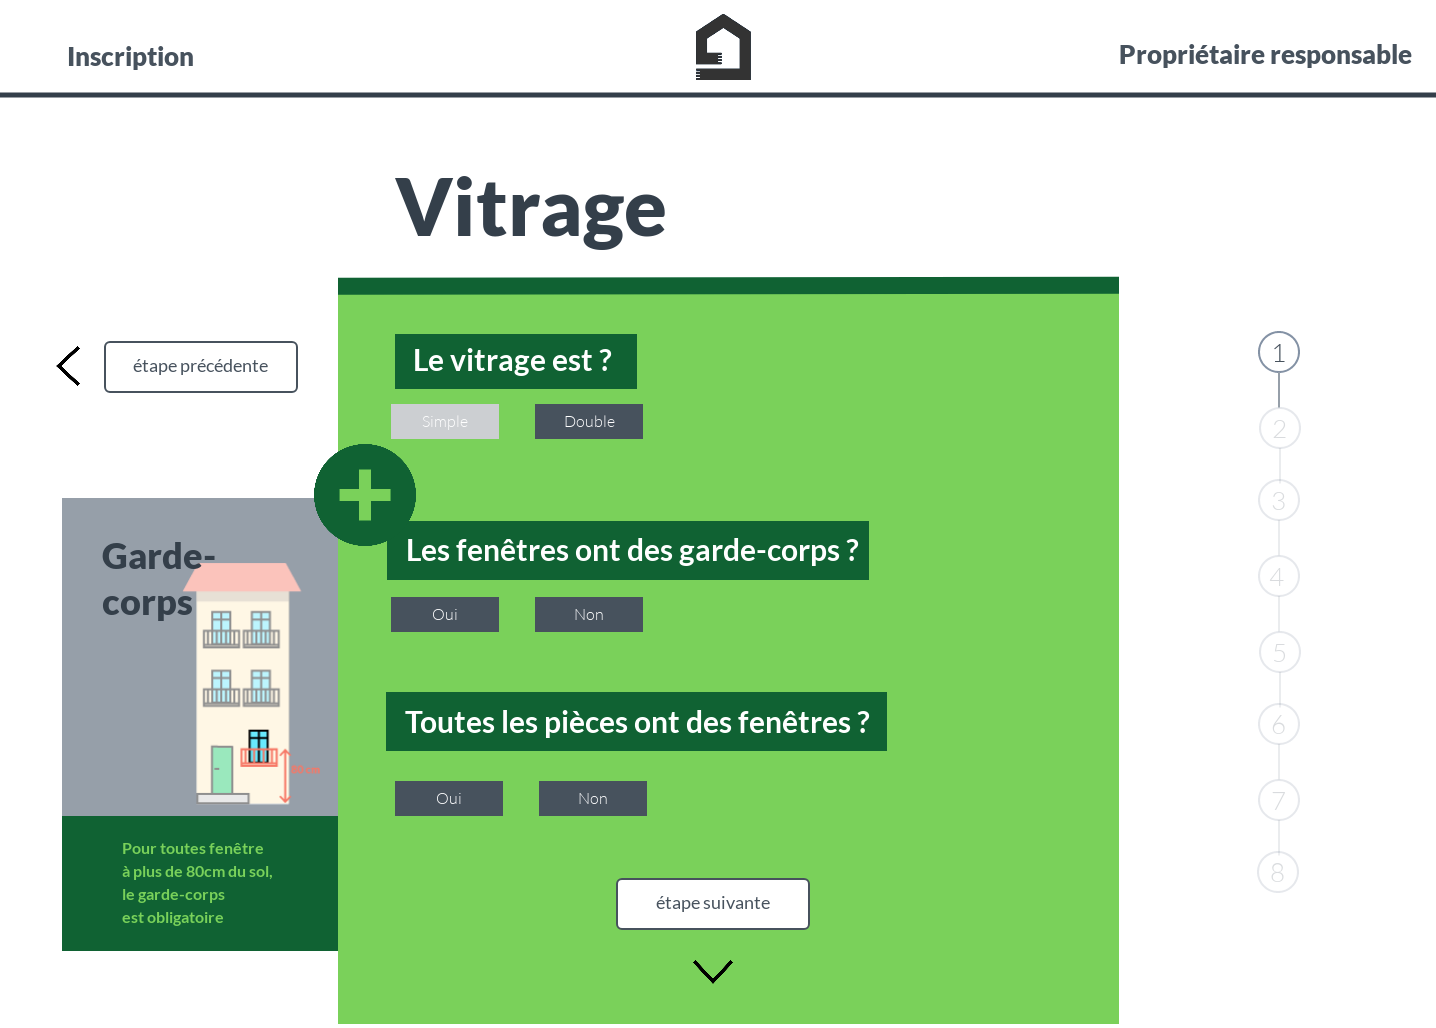 Inscription
Propriétaire responsable
Vitrage
étape précédente
Le vitrage est ?
Simple
Double
Les fenêtres ont des garde-corps ?
Oui
Non
Toutes les pièces ont des fenêtres ?
Oui
Non
étape suivante
Garde-
corps
80 cm
Pour toutes fenêtre
à plus de 80cm du sol,
le garde-corps
est obligatoire
1
2
3
4
5
6
7
8